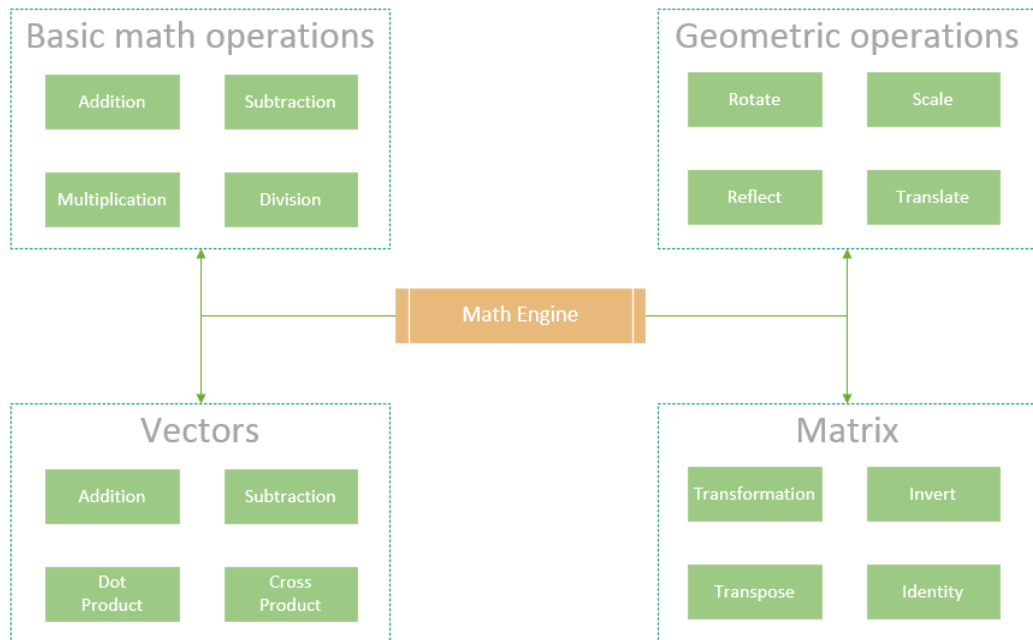 Basic math operations
Addition
Subtraction
Multiplication
Division
Geometric operations
Rotate
Scale
Reflect
Translate
Math Engine
Vectors
Addition
Subtraction
Dot
Product
Cross
Product
Matrix
Transformation
Invert
Transpose
Identity